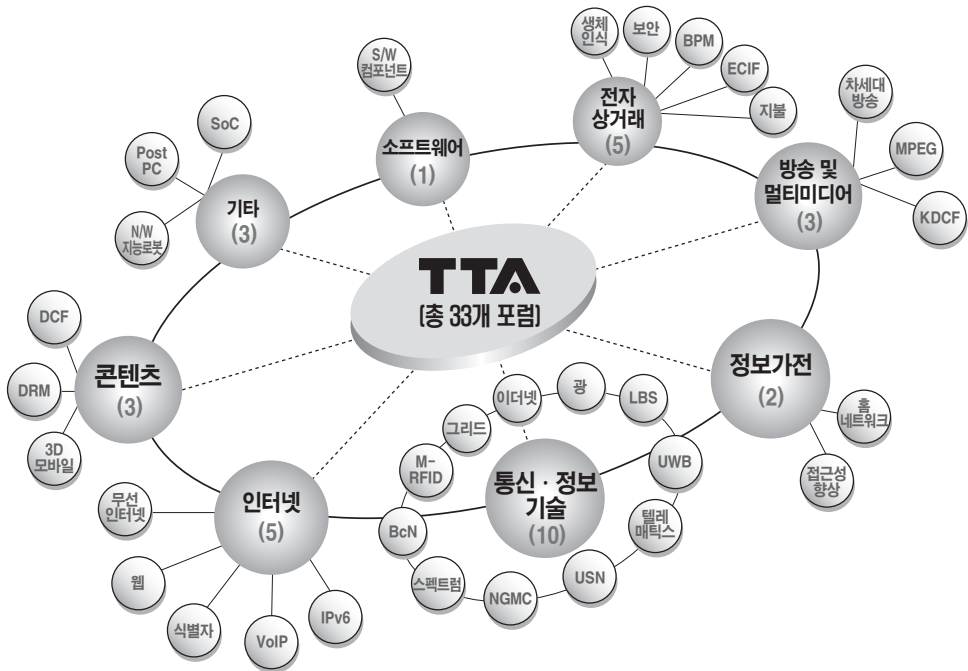 TTA
(총 33개 포럼)
소프트웨어
(1)
S/W
컴포넌트
전자
상거래
(5)
생체
인식
보안
BPM
ECIF
지불
방송 및
멀티미디어
(3)
차세대
방송
MPEG
KDCF
정보가전
(2)
홈
네트워크
접근성
향상
통신 · 정보
기술
(10)
이더넷
광
LBS
UWB
텔레
매틱스
USN
NGMC
스펙트럼
BcN
M-
RFID
그리드
인터넷
(5)
무선
인터넷
웹
식별자
VoIP
IPv6
콘텐츠
(3)
DCF
DRM
3D
모바일
기타
(3)
SoC
Post
PC
N/W
지능로봇